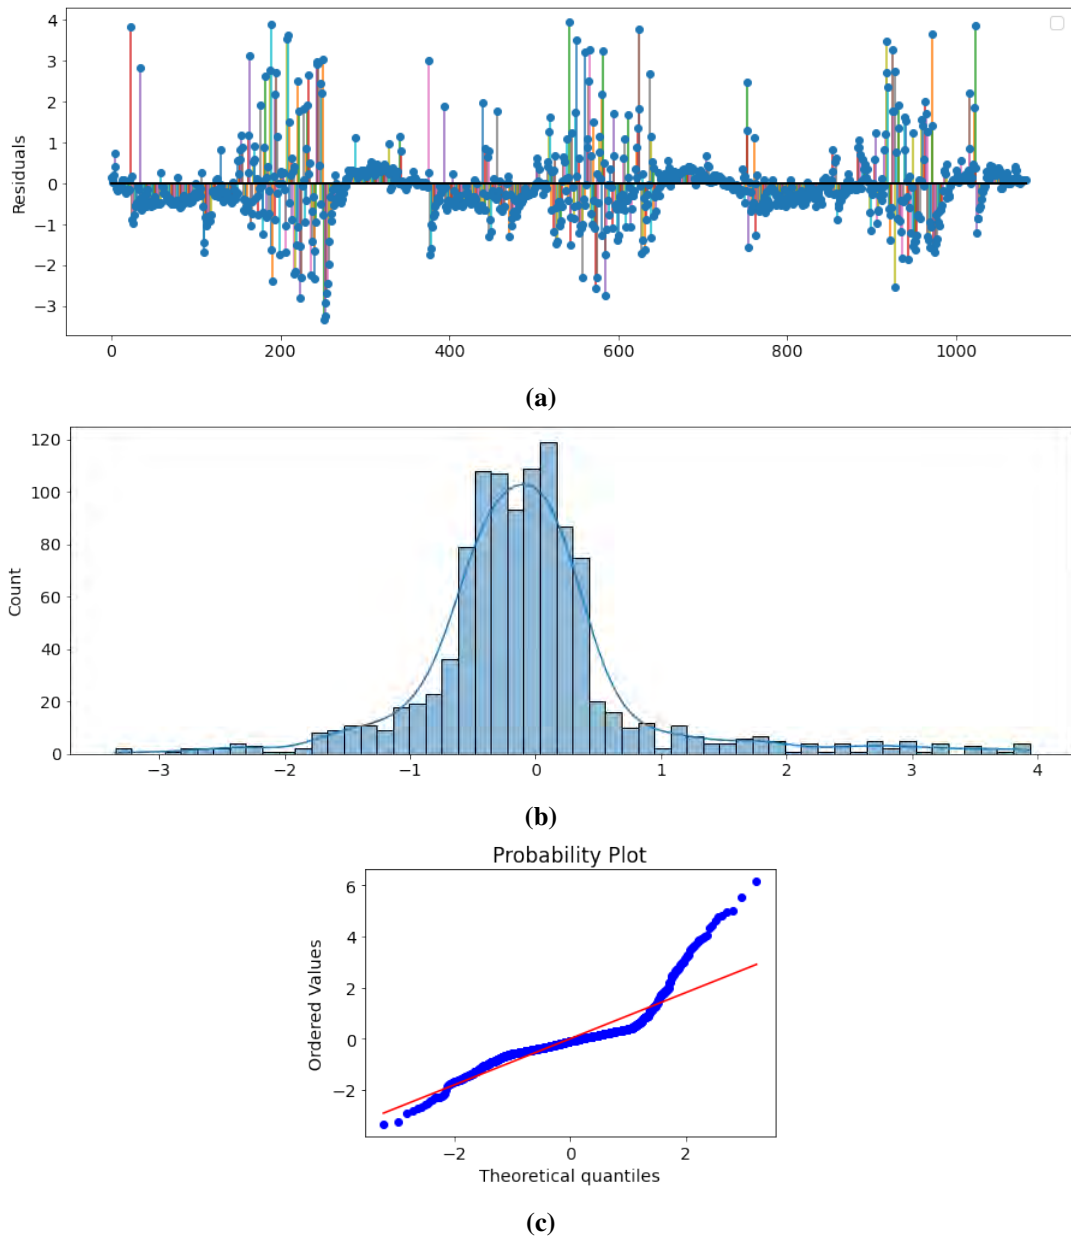 4
3
2
1
0
−1
−2
−3
Residuals
0 200 400 600 800 1000
(a)
120
100
80
60
40
20
0
Count
−3 −2 −1 0 1 2 3 4
(b)
Probability Plot
6
4
2
0
−2
Ordered Values
−2 0 2
Theoretical quantiles
(c)